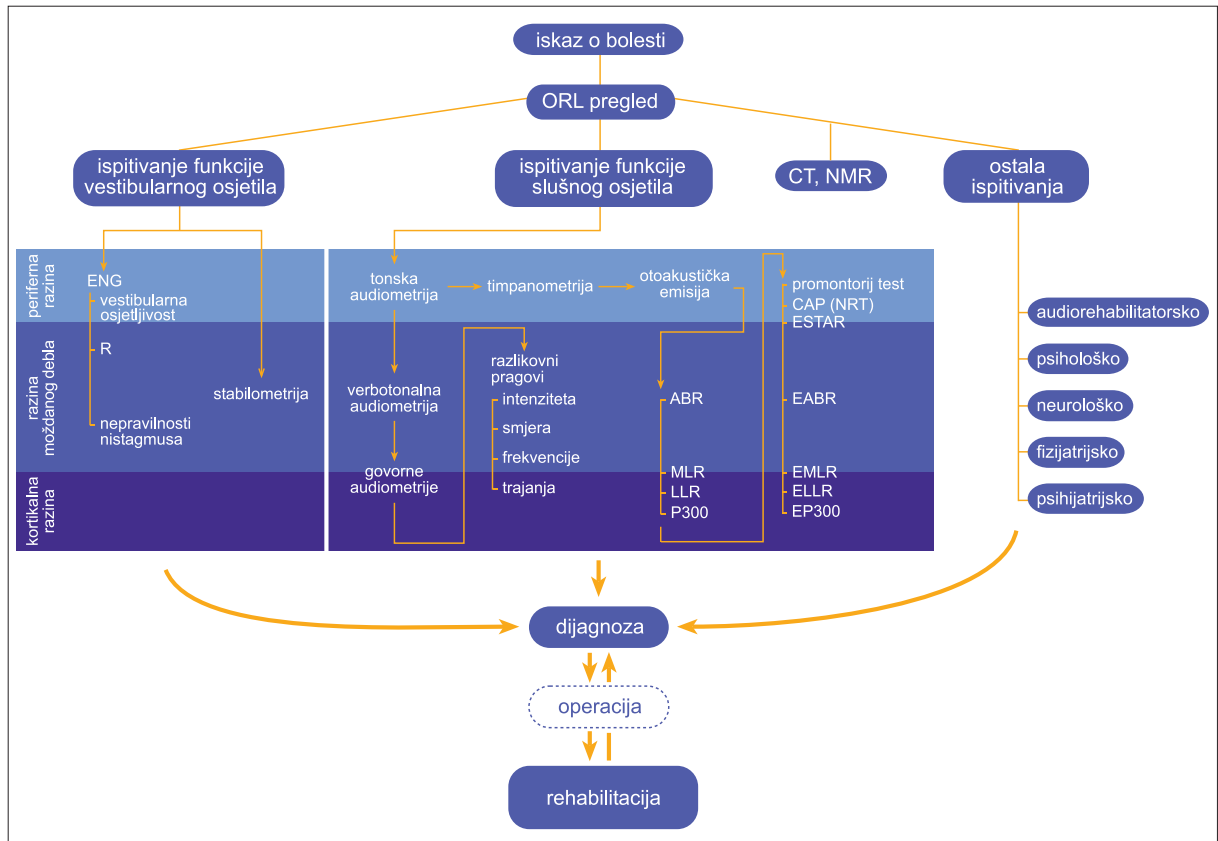 iskaz o bolesti
ORL pregled
ispitivanje funkcije
vestibularnog osjetila
ispitivanje funkcije
slušnog osjetila
CT, NMR
ostala
ispitivanja
periferna
razina
ENG
vestibularna
osjetljivost
tonska
audiometrija
timpanometrija
otoakustička
emisija
promontorij test
CAP (NRT)
ESTAR
razina
moždanog debla
R
nepravilnosti
nistagmusa
stabilometrija
verbotonalna
audiometrija
govorne
audiometrije
razlikovni
pragovi
intenziteta
smjera
frekvencije
trajanja
ABR
MLR
LLR
P300
EABR
EMLR
ELLR
EP300
kortikalna
razina
audiorehabilitatorsko
psihološko
neurološko
fizijatrijsko
psihijatrijsko
dijagnoza
operacija
rehabilitacija